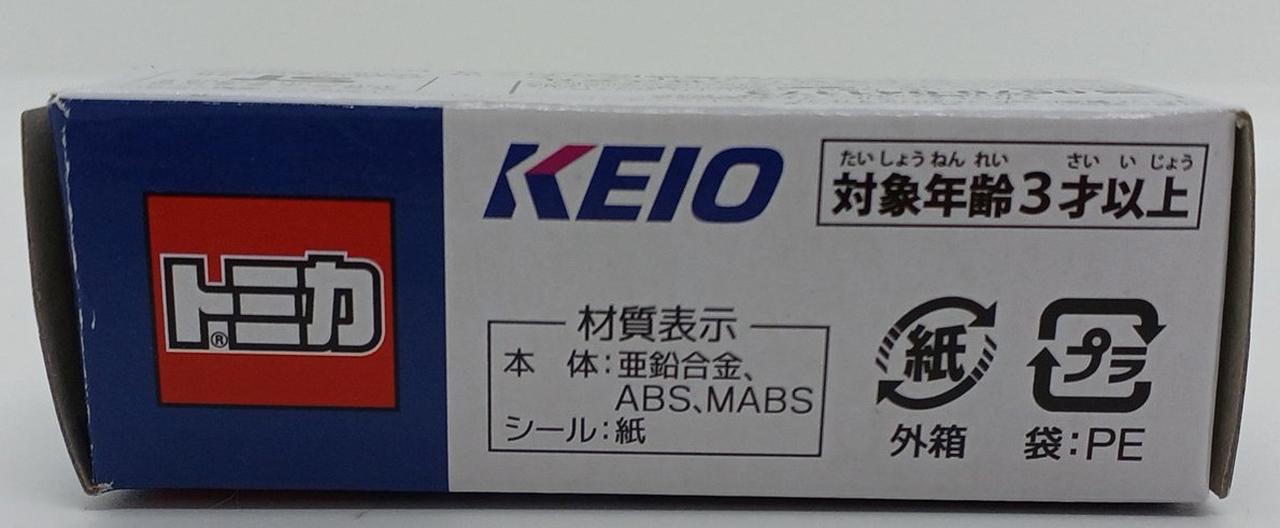 トミカ®
KEIO
たいしょうねんれい さいいじょう
対象年齢3才以上
材質表示
本 体:亜鉛合金、
ABS、MABS
シール:紙
紙
外箱
プラ
袋:PE